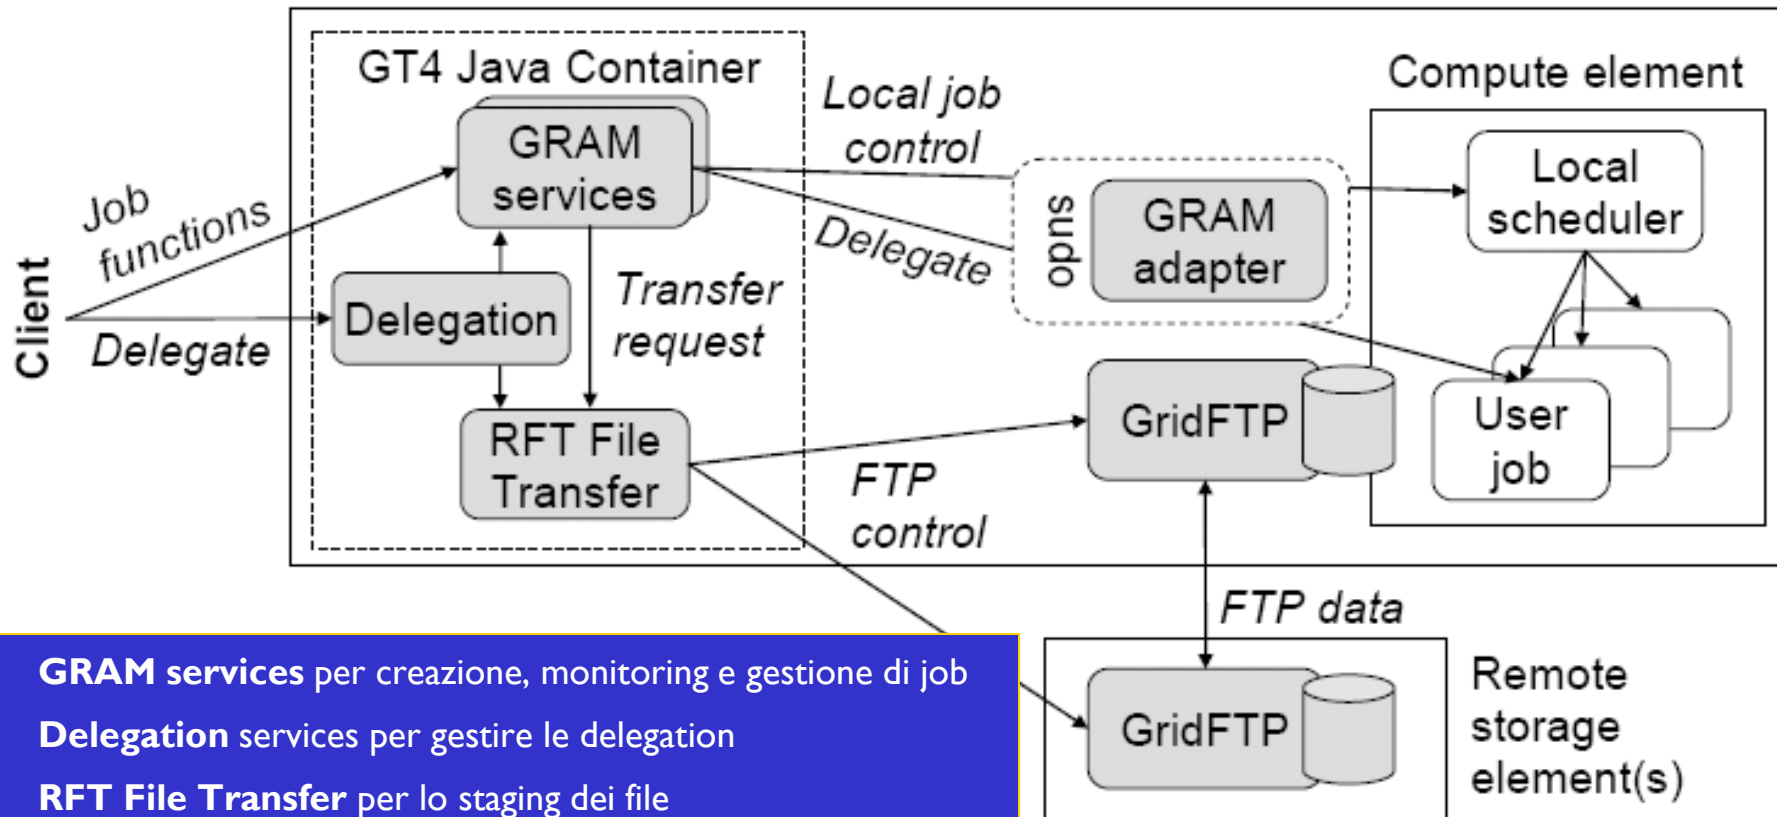 GT4 Java Container
Compute element
GRAM
services
Local job
control
Local
scheduler
Job
functions
sudo
GRAM
adapter
Delegate
Client
Delegation
Transfer
request
Delegate
GridFTP
User
job
RFT File
Transfer
FTP
control
FTP data
GRAM services per creazione, monitoring e gestione di job
Delegation services per gestire le delegation
RFT File Transfer per lo staging dei file
GridFTP
Remote
storage
element(s)